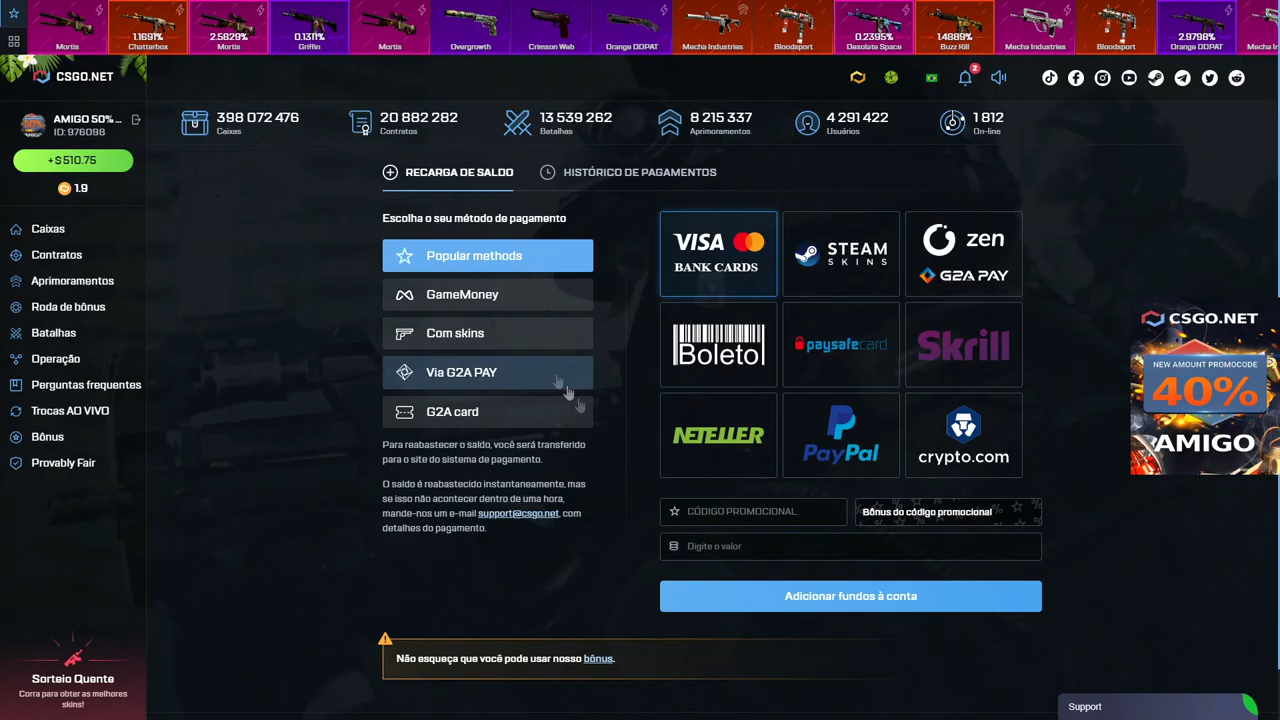 Mortis
1.1691%
Chatterbox
2.5829%
Mortis
0.1311%
Griffin
Mortis
Overgrowth
Crimson Web
Orange DDPAT
Mecha Industries
Bloodsport
0.2395%
Desolate Space
1.4889%
Buzz Kill
Mecha Industries
Bloodsport
2.9798%
Orange DDPAT
Mecha In
CSGO.NET
2
AMIGO 50% ...
ID: 976098
398 072 476
Caixas
20 882 282
Contratos
13 539 262
Batalhas
8 215 337
Aprimoramentos
4 291 422
Usuários
1 812
On-line
+$510.75
1.9
Caixas
Contratos
Aprimoramentos
Roda de bônus
Batalhas
Operação
Perguntas frequentes
Trocas AO VIVO
Bônus
Provably Fair
Sorteio Quente
Corra para obter as melhores
skins!
RECARGA DE SALDO
HISTÓRICO DE PAGAMENTOS
Escolha o seu método de pagamento
Popular methods
GameMoney
Com skins
Via G2A PAY
G2A card
Para reabastecer o saldo, você será transferido
para o site do sistema de pagamento.
O saldo é reabastecido instantaneamente, mas
se isso não acontecer dentro de uma hora,
mande-nos um e-mail support@csgo.net, com
detalhes do pagamento.
VISA
BANK CARDS
STEAM
SKINS
zen
G2A PAY
Boleto
paysafecard
Skrill
NETELLER
PayPal
crypto.com
CÓDIGO PROMOCIONAL
Bônus do código promocional
Digite o valor
Adicionar fundos à conta
Não esqueça que você pode usar nosso bônus.
CSGO.NET
NEW AMOUNT PROMOCODE
40%
AMIGO
Support